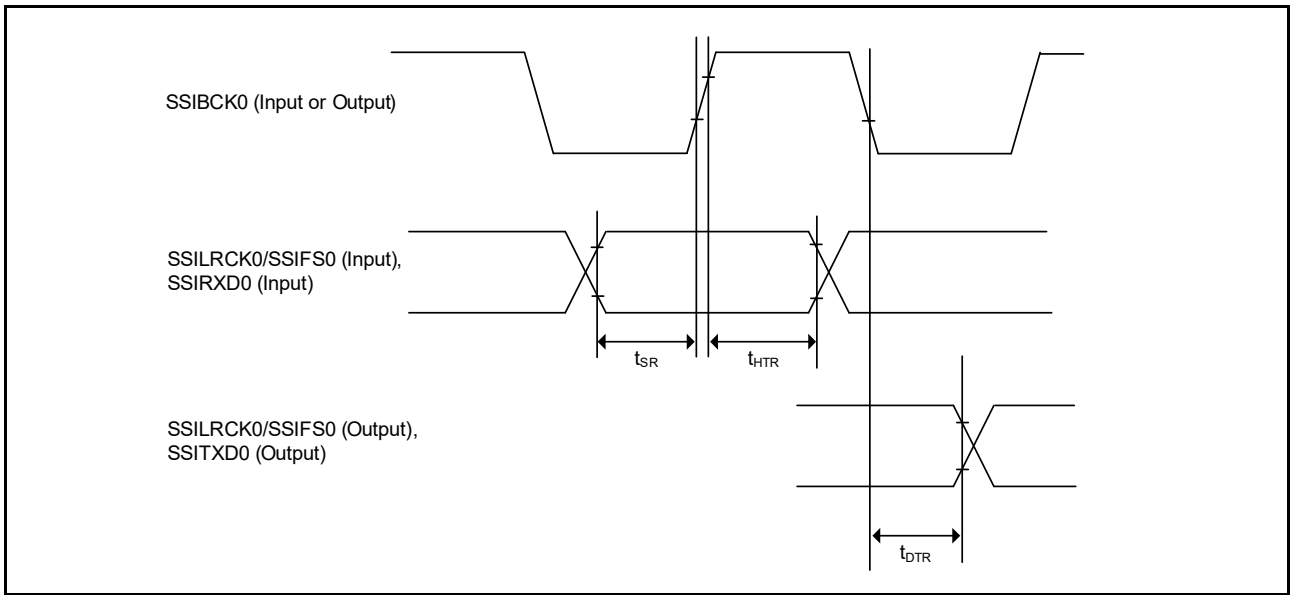 SSIBCK0 (Input or Output)
SSILRCK0/SSIFS0 (Input),
SSIRXD0 (Input)
tSR
tHTR
SSILRCK0/SSIFS0 (Output),
SSITXD0 (Output)
tDTR